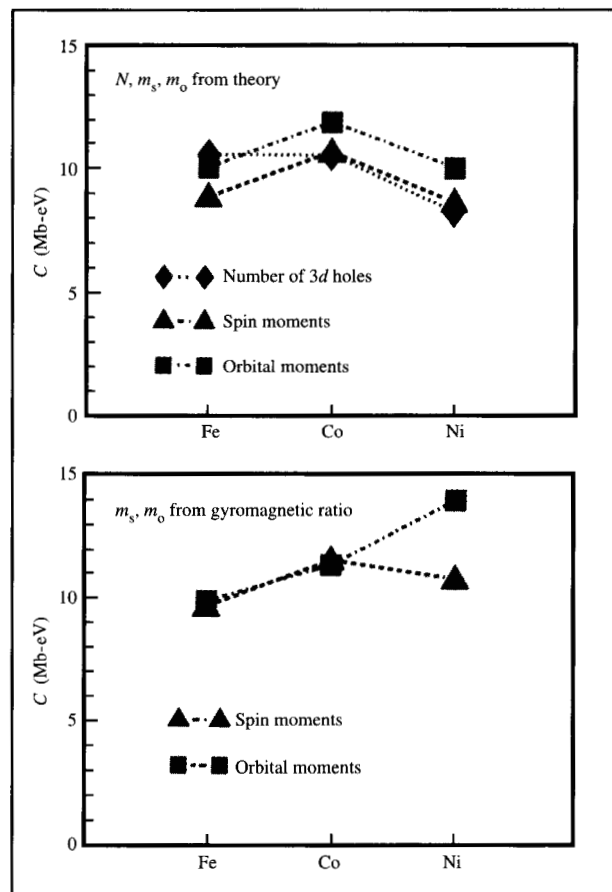 15
N, ms, mo from theory
10
C (Mb-eV)
Number of 3d holes
5
Spin moments
Orbital moments
0
Fe Co Ni
15
ms, mo from gyromagnetic ratio
10
C (Mb-eV)
5
Spin moments
Orbital moments
0
Fe Co Ni